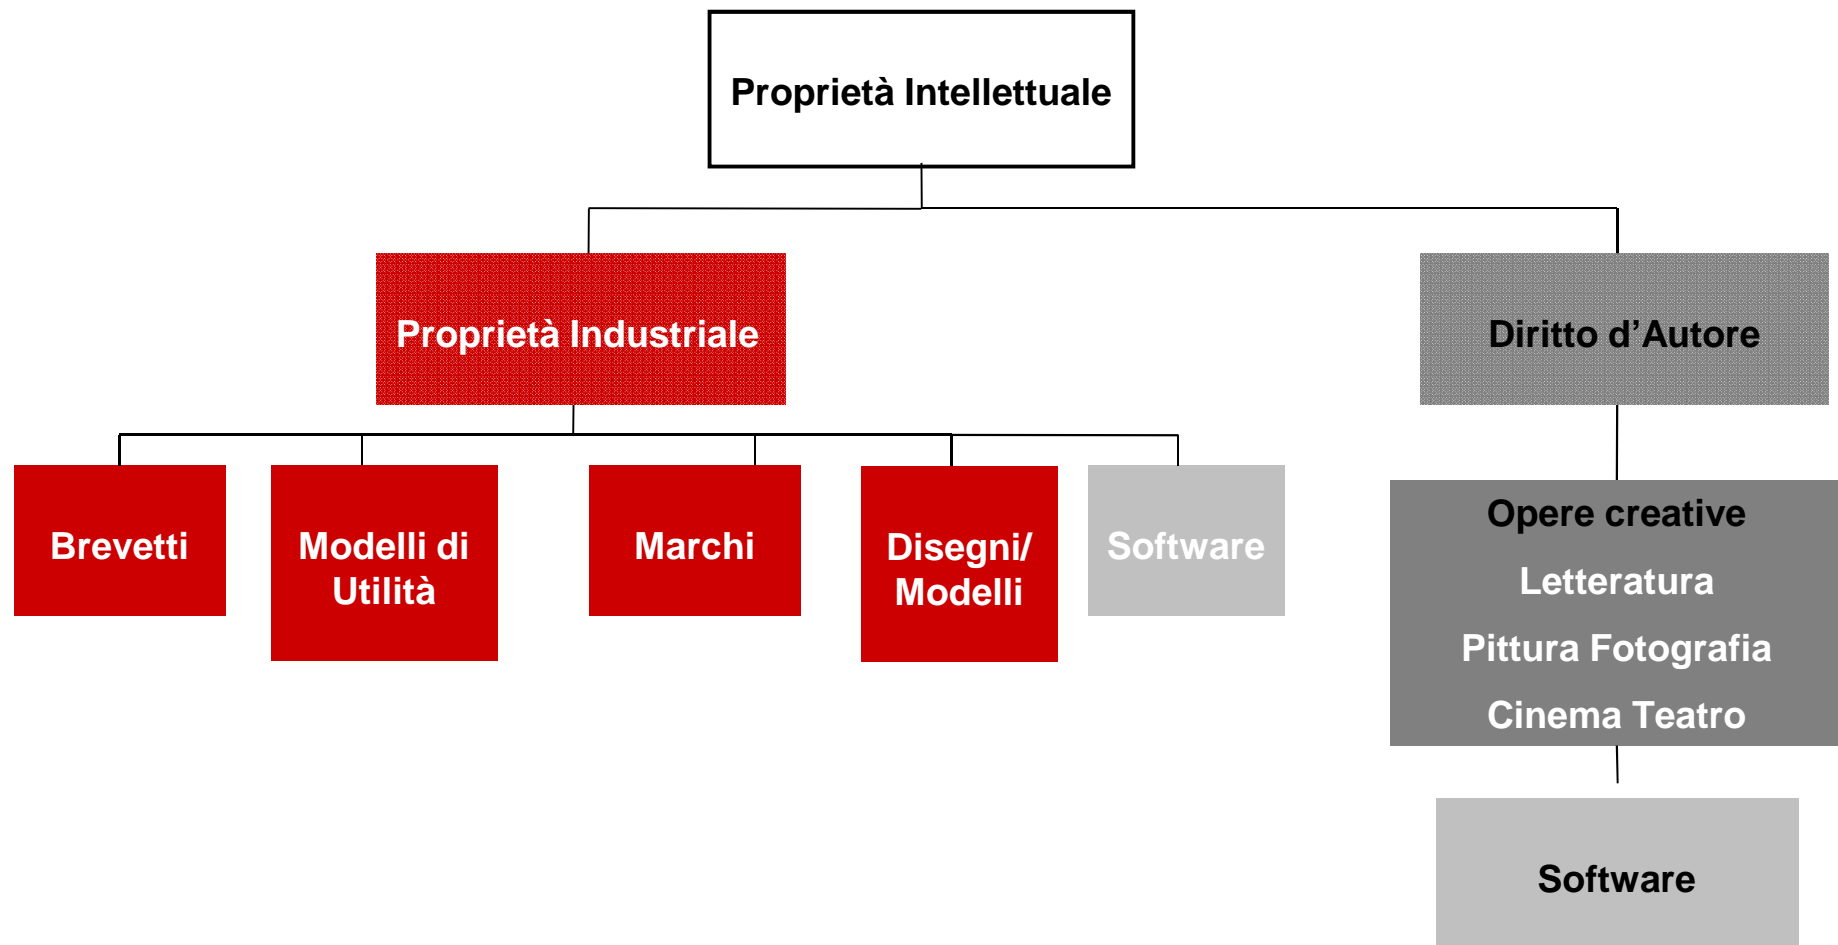 Proprietà Intellettuale
Proprietà Industriale
Diritto d’Autore
Brevetti
Modelli di
Utilità
Marchi
Disegni/
Modelli
Software
Opere creative
Letteratura
Pittura Fotografia
Cinema Teatro
Software